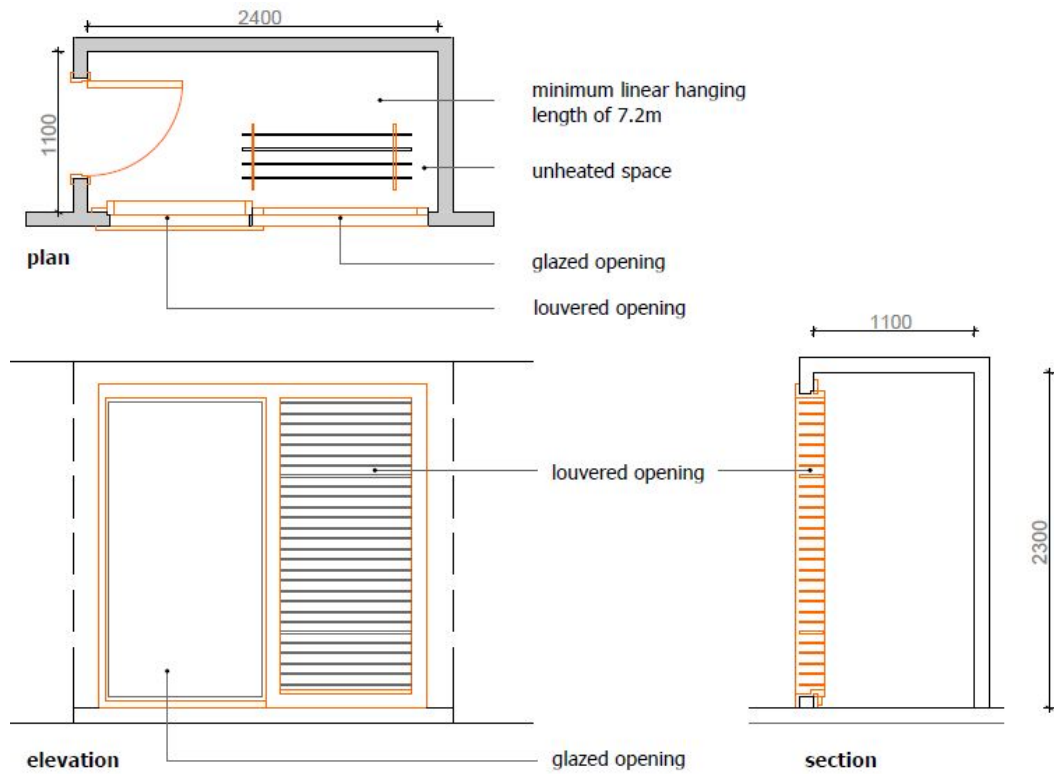 2400
minimum linear hanging
length of 7.2m
1100
unheated space
plan
glazed opening
louvered opening
1100
louvered opening
2300
elevation
glazed opening
section